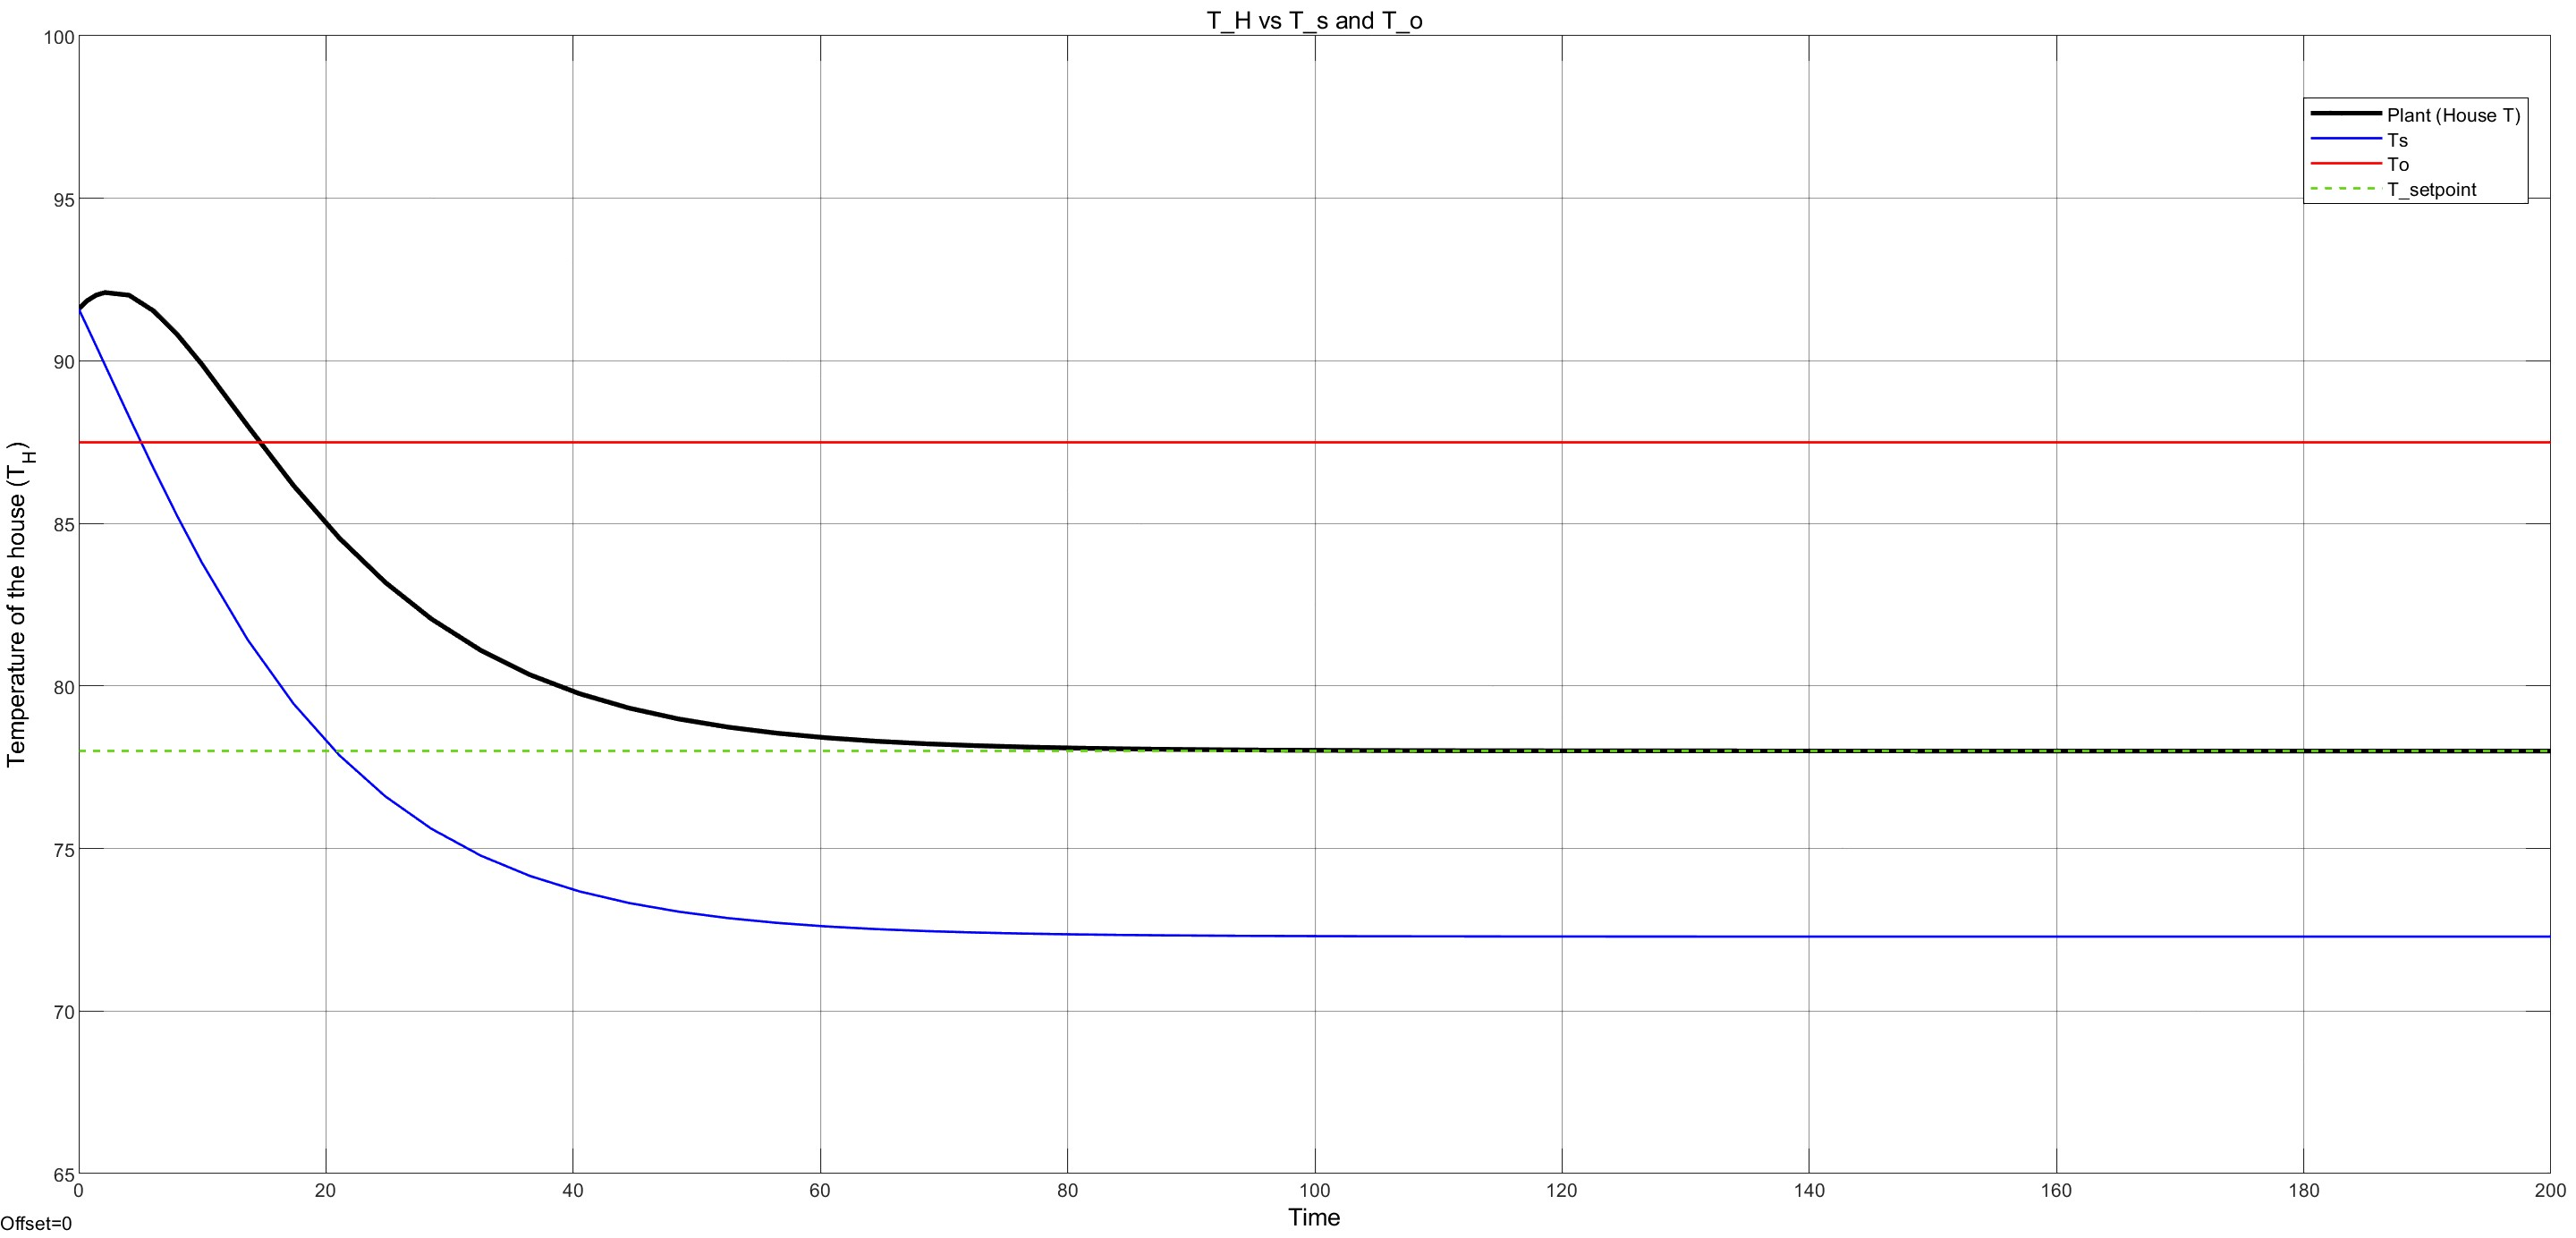 T_H vs T_s and T_o
100
95
90
85
80
75
70
65
Temperature of the house (T_H)
Plant (House T)
Ts
To
T_setpoint
0 20 40 60 80 100 120 140 160 180 200
Time
Offset=0